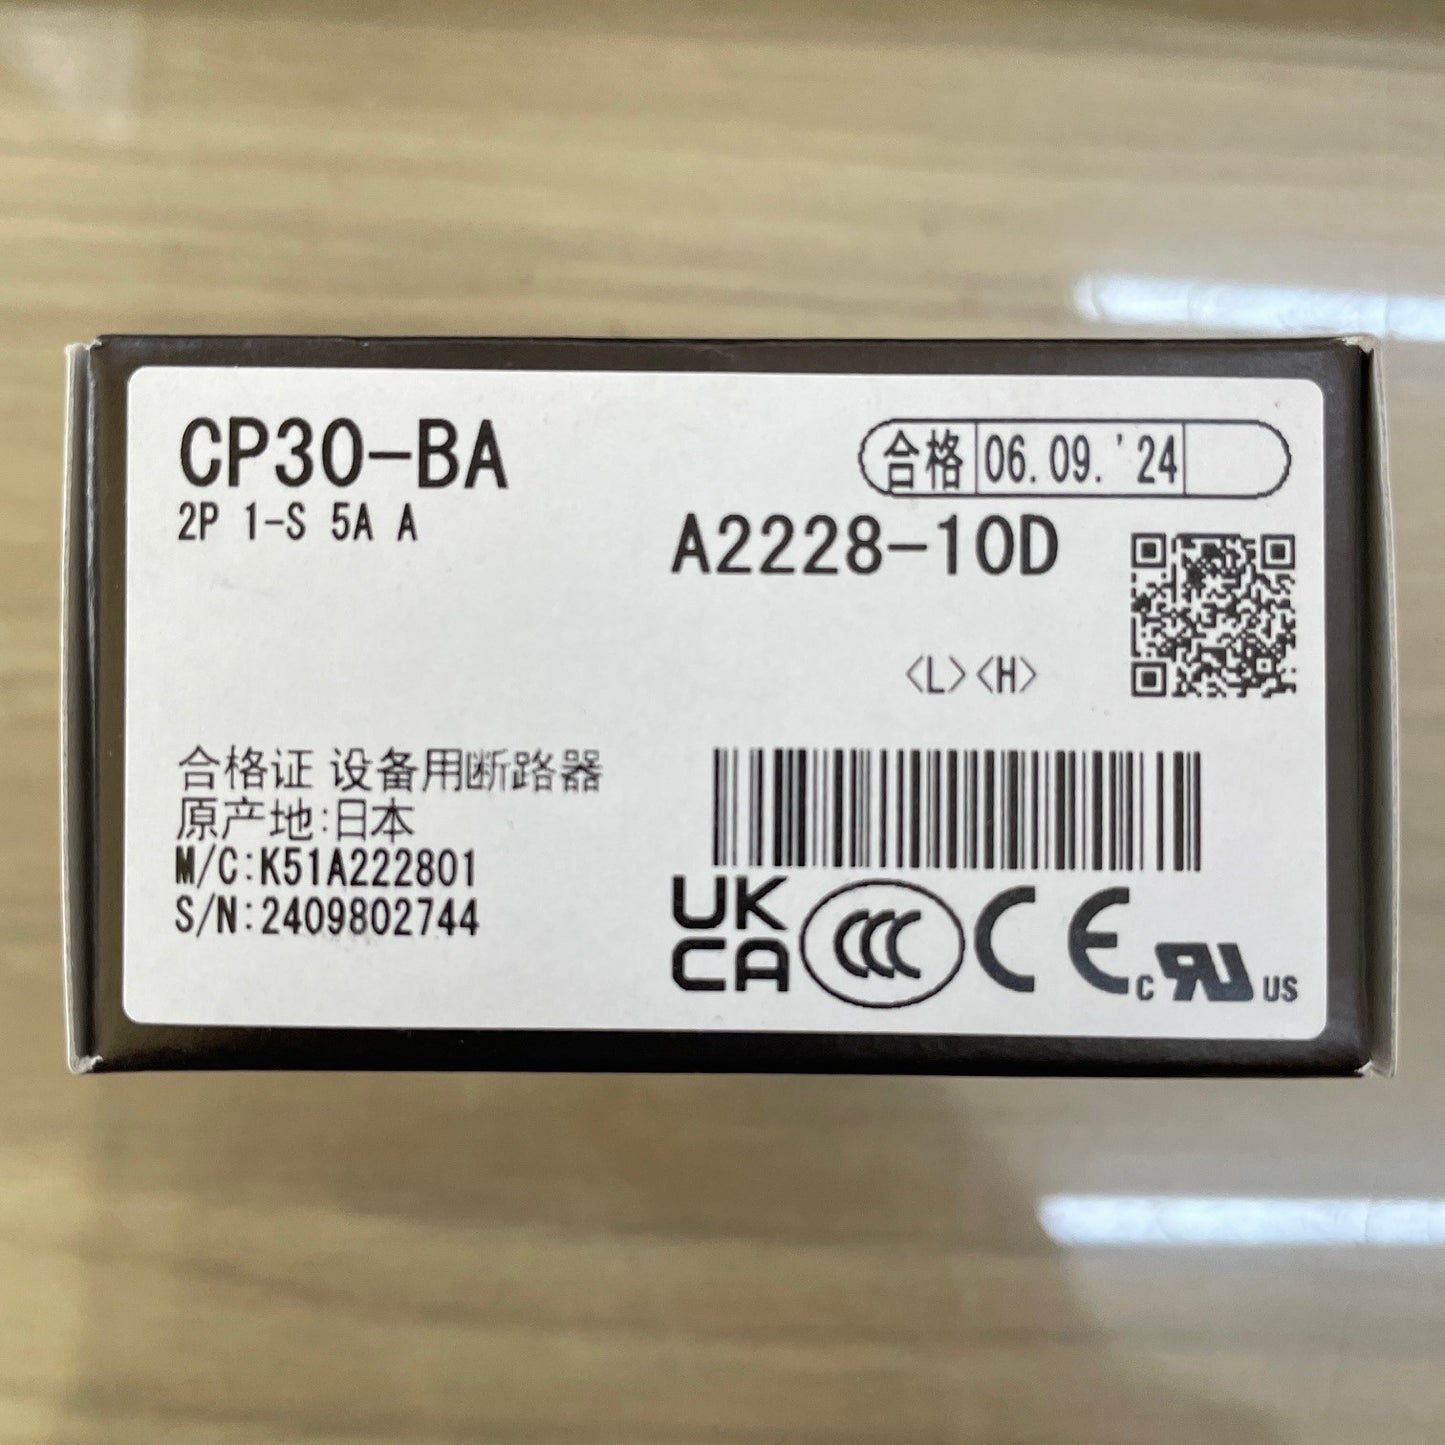 CP30-BA
2P 1-S 5A A
合格 06.09.'24
A2228-10D
<L><H>
合格证 设备用断路器
原产地:日本
M/C:K51A222801
S/N:2409802744
UK
CA
CCC
CE
c RU US